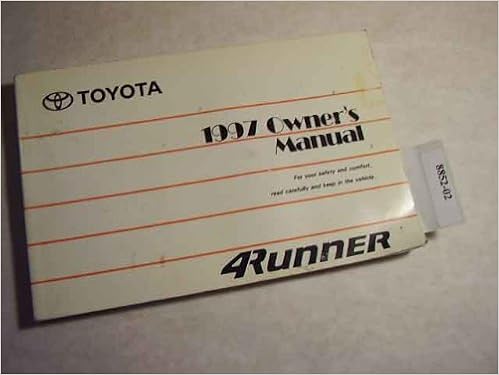 TOYOTA
1997 Owner's
Manual
For your safety and comfort,
read carefully and keep in the vehicle.
8852-02
4Runner